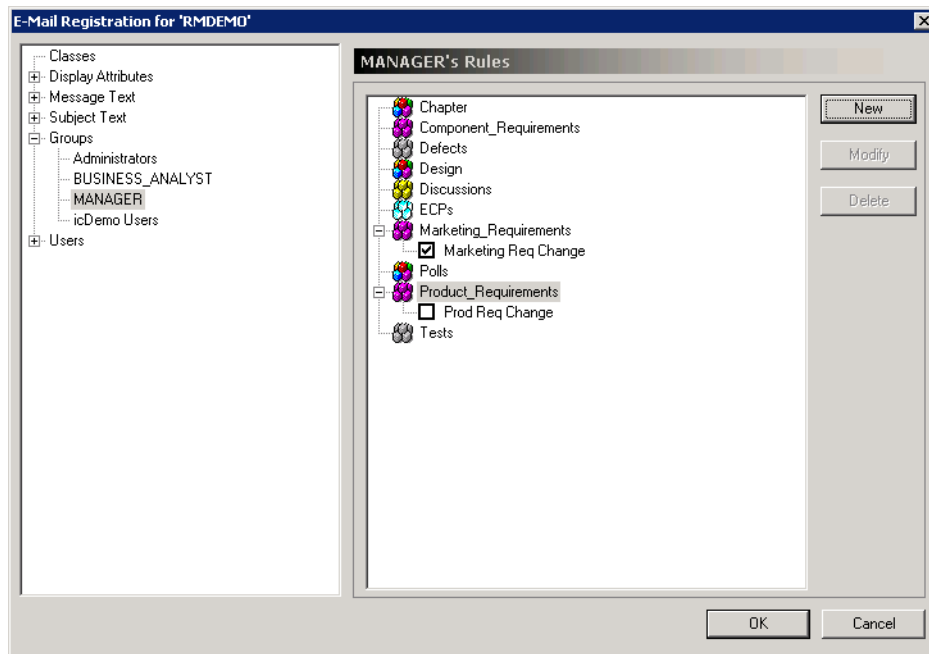 E-Mail Registration for 'RMDEMO'
Classes
Display Attributes
Message Text
Subject Text
Groups
Administrators
BUSINESS_ANALYST
MANAGER
icDemo Users
Users
MANAGER's Rules
Chapter
Component_Requirements
Defects
Design
Discussions
ECPs
Marketing_Requirements
Marketing Req Change
Polls
Product_Requirements
Prod Req Change
Tests
New
Modify
Delete
OK
Cancel